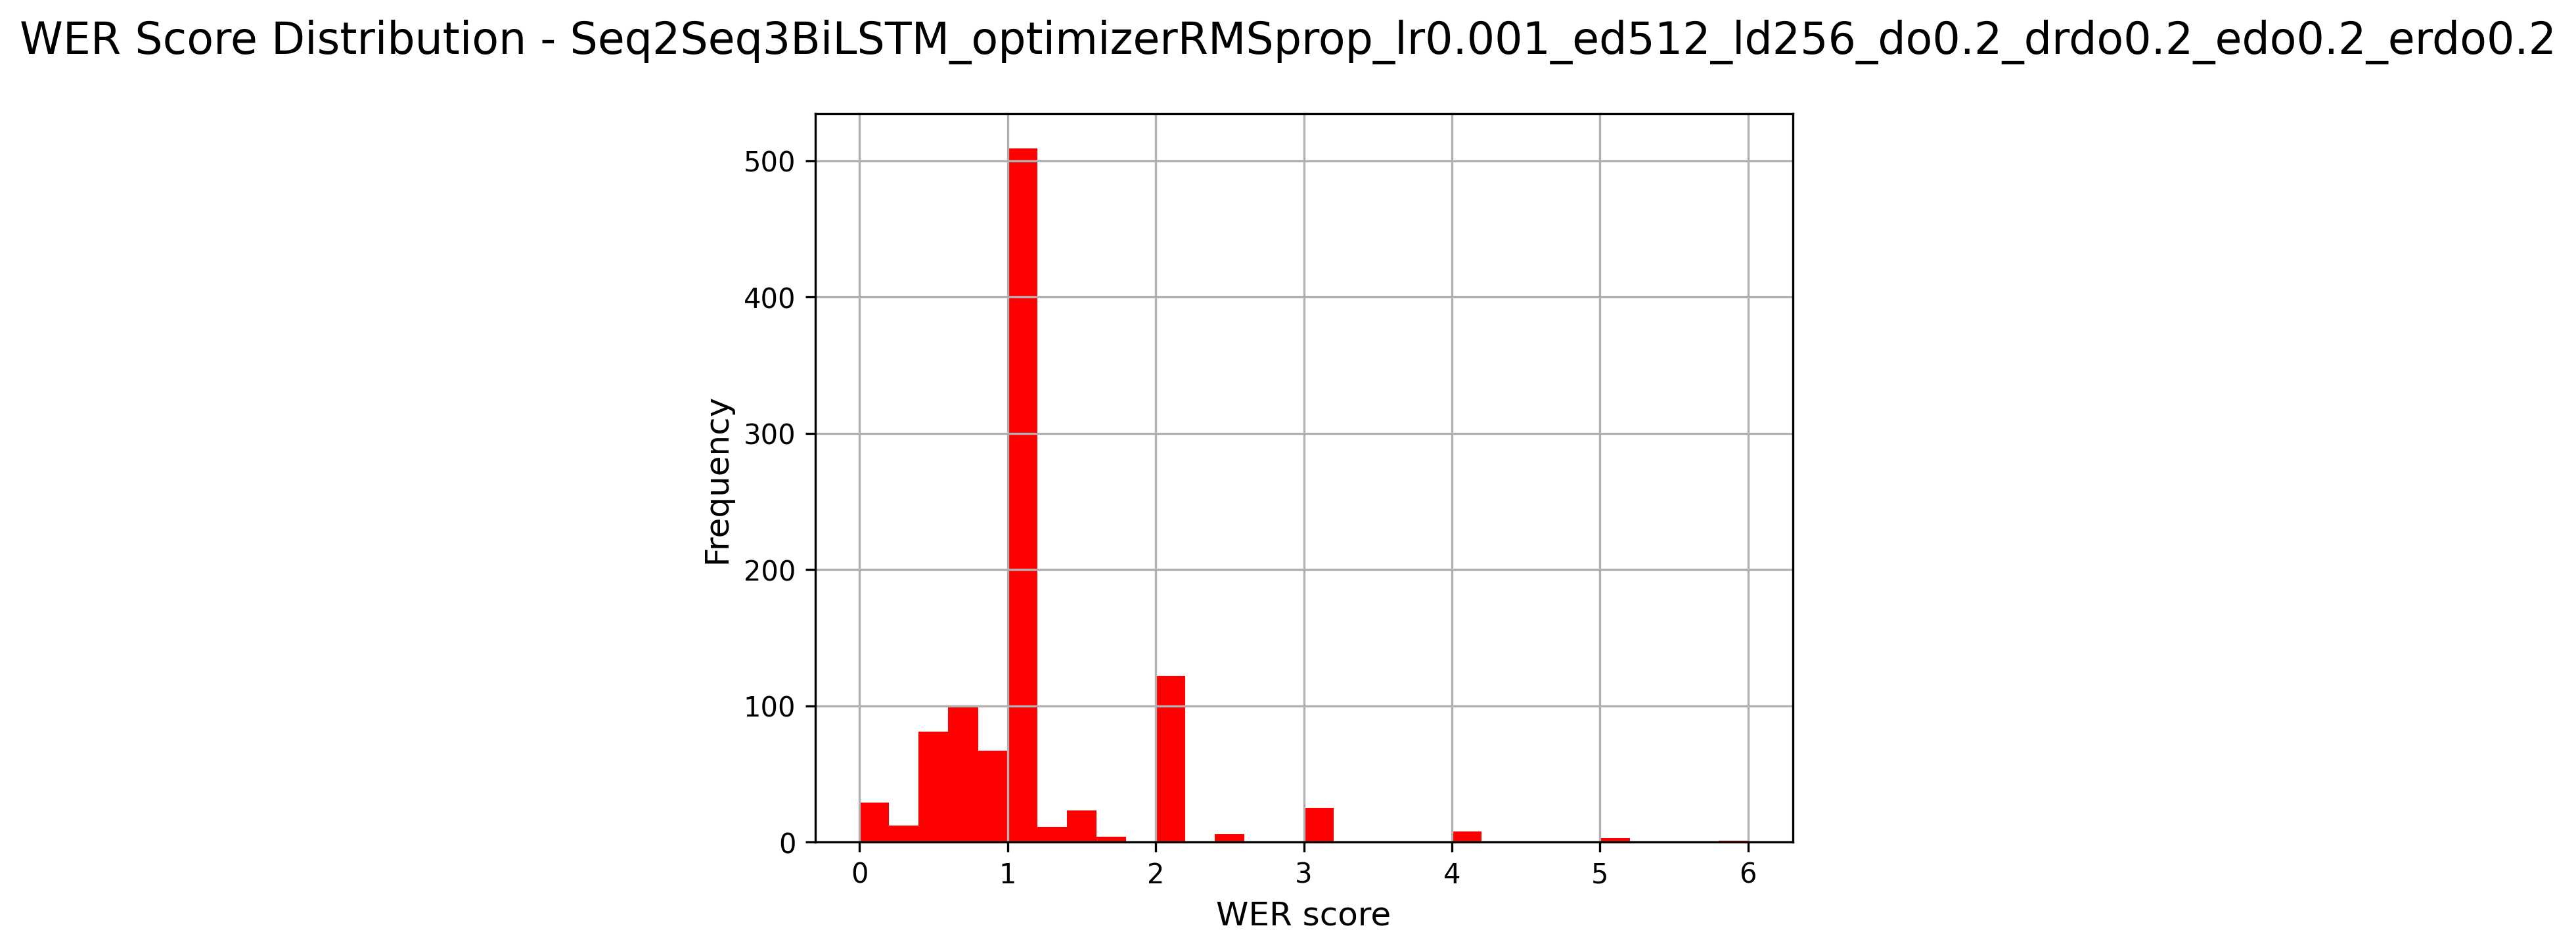 WER Score Distribution - Seq2Seq3BiLSTM_optimizerRMSprop_lr0.001_ed512_ld256_do0.2_drdo0.2_edo0.2_erdo0.2
500
400
300
200
100
0
Frequency
0 1 2 3 4 5 6
WER score